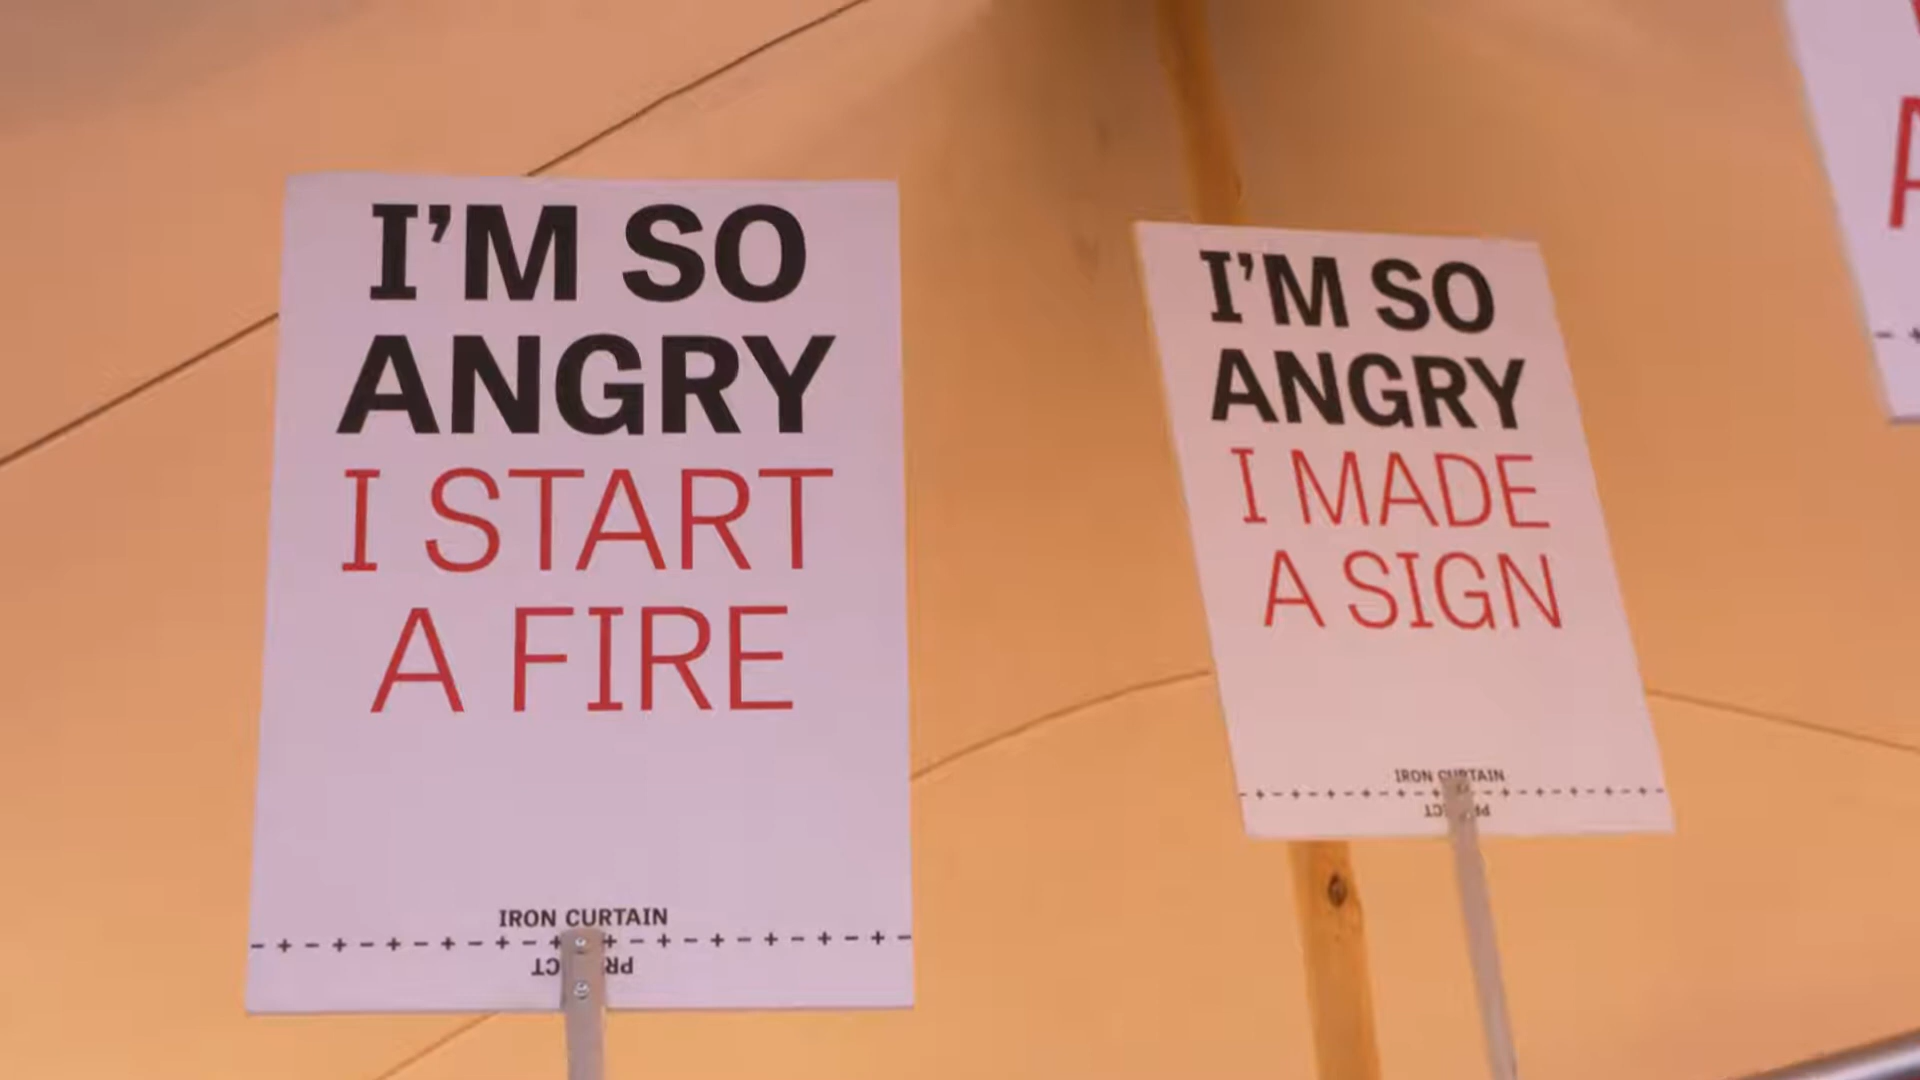 I'M SO
ANGRY
I START
A FIRE
IRON CURTAIN
I'M SO
ANGRY
I MADE
A SIGN
IRON CURTAIN